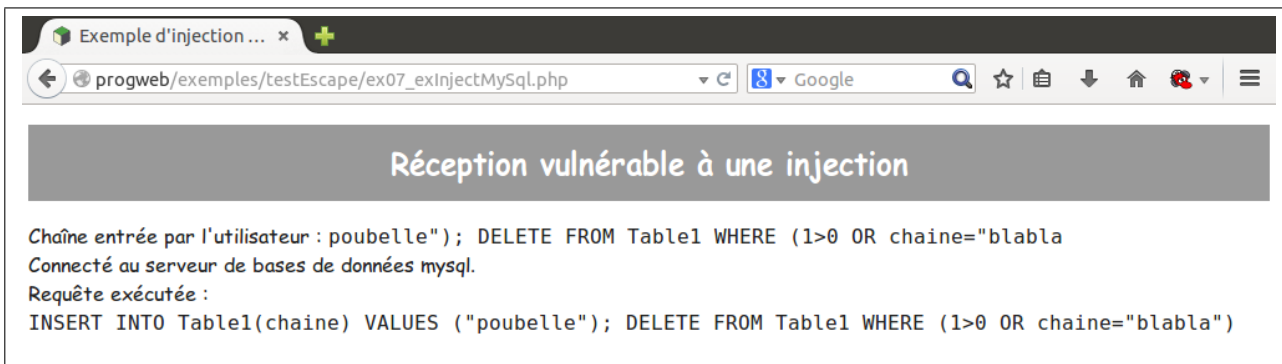 Exemple d'injection ...
progweb/exemples/testEscape/ex07_exInjectMySql.php
Google
Réception vulnérable à une injection
Chaîne entrée par l'utilisateur : poubelle"); DELETE FROM Table1 WHERE (1>0 OR chaine="blabla
Connecté au serveur de bases de données mysql.
Requête exécutée :
INSERT INTO Table1(chaine) VALUES ("poubelle"); DELETE FROM Table1 WHERE (1>0 OR chaine="blabla")